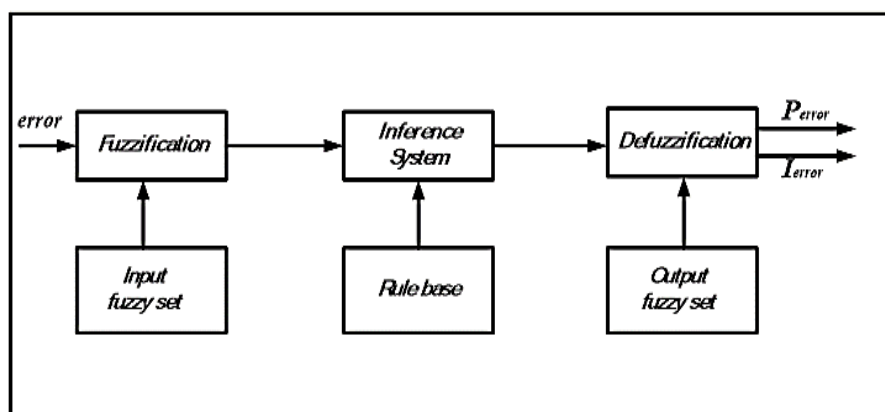 error
Fuzzification
Inference
System
Defuzzification
Perror
Ierror
Input
fuzzy set
Rule base
Output
fuzzy set